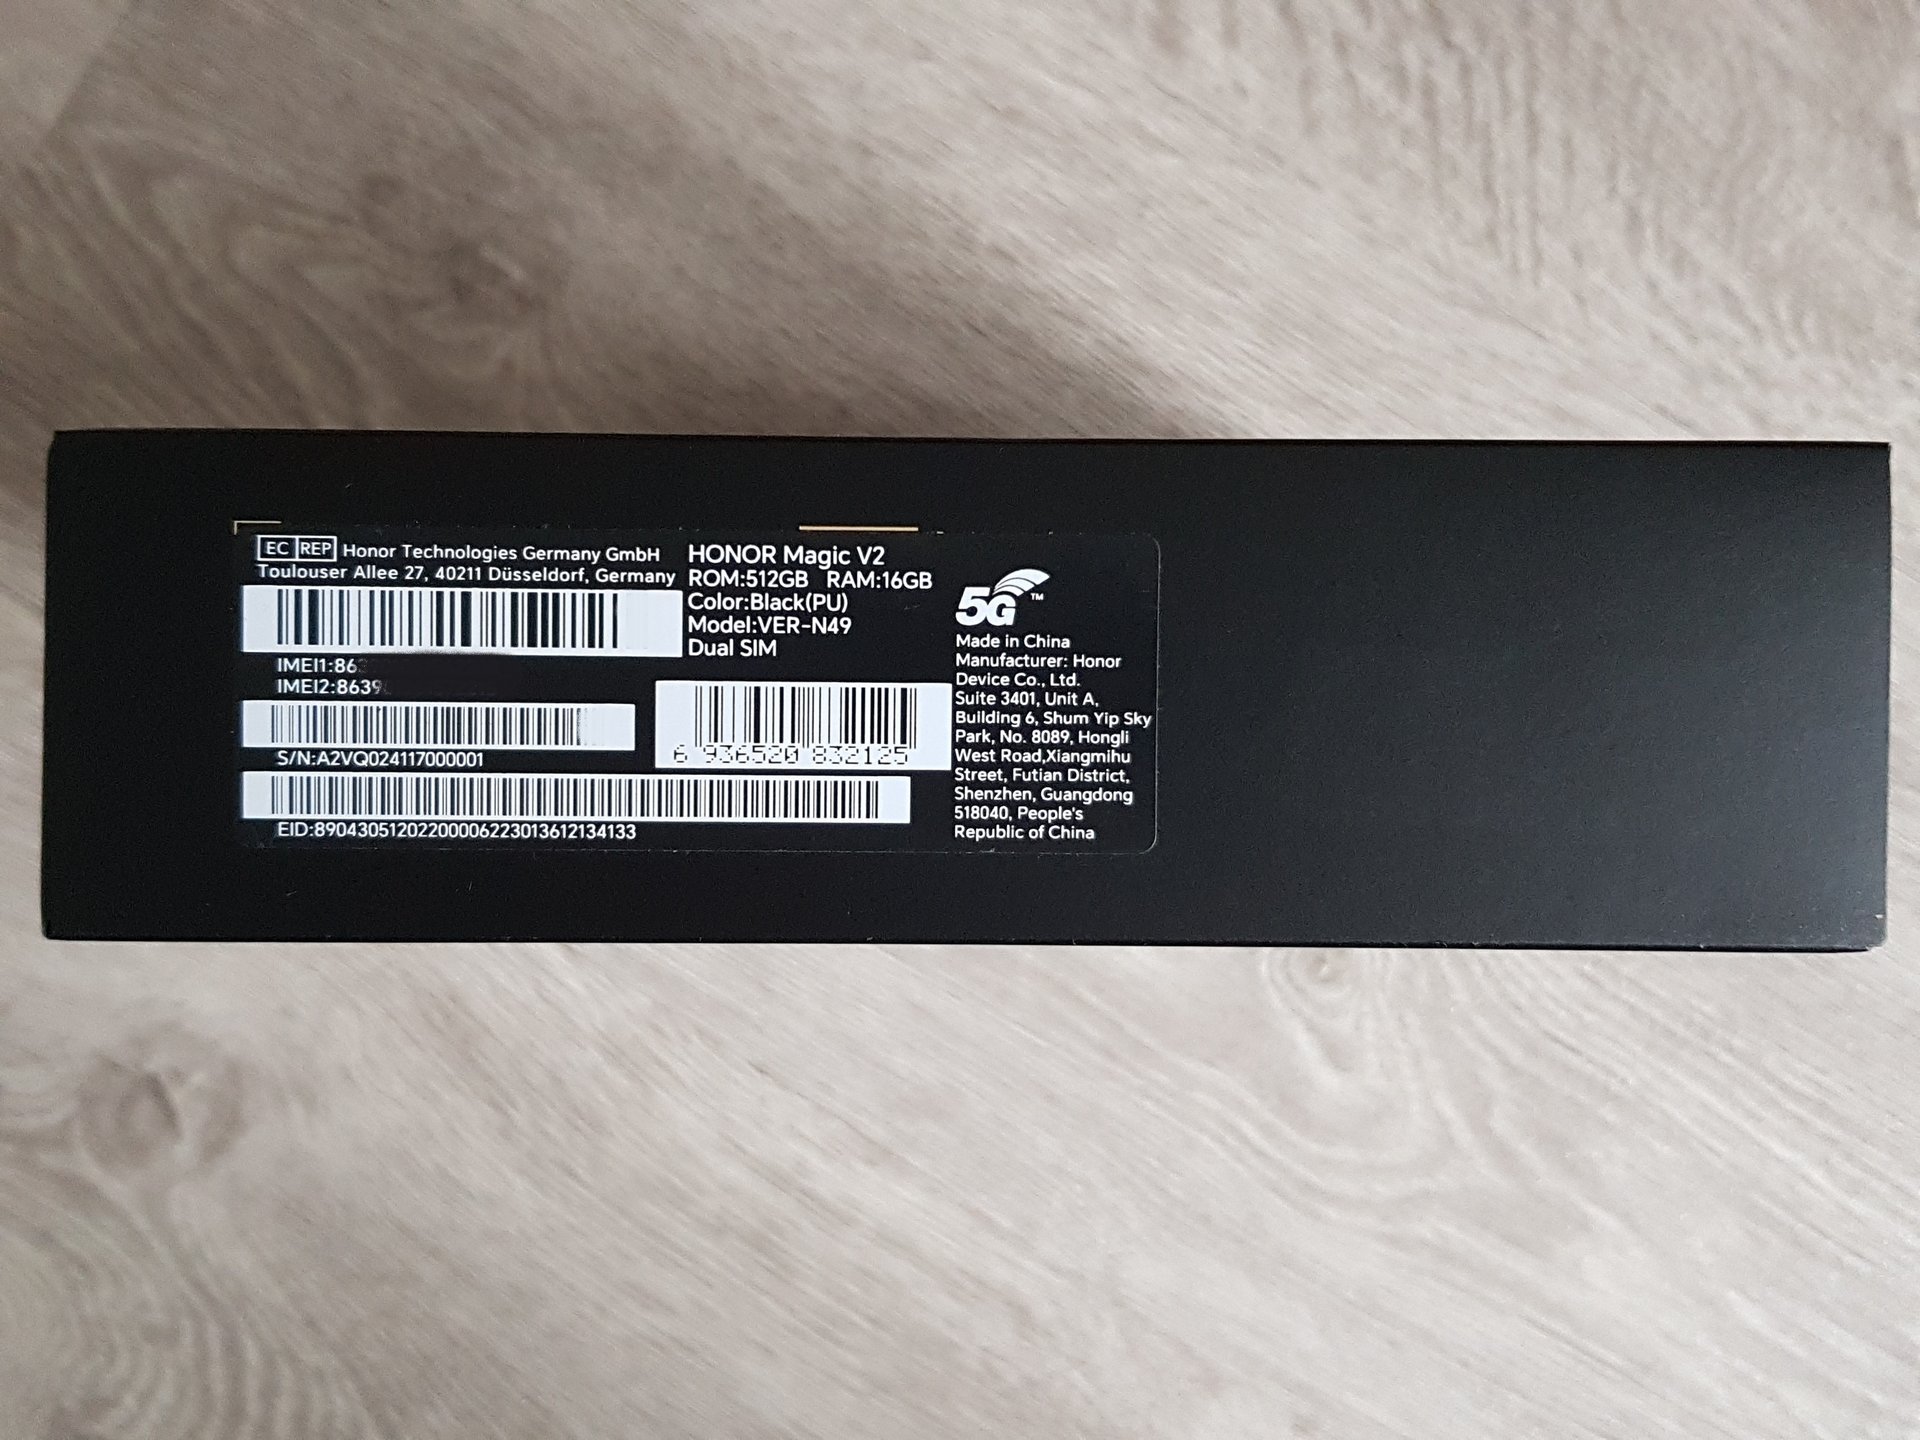 EC REP Honor Technologies Germany GmbH
Toulouser Allee 27, 40211 Düsseldorf, Germany
IMEI1:86
IMEI2:8639
S/N:A2VQ024117000001
EID:89043051202200006223013612134133
HONOR Magic V2
ROM:512GB RAM:16GB
Color:Black(PU)
Model:VER-N49
Dual SIM
6 936520 832125
5G™
Made in China
Manufacturer: Honor
Device Co., Ltd.
Suite 3401, Unit A,
Building 6, Shum Yip Sky
Park, No. 8089, Hongli
West Road,Xiangmihu
Street, Futian District,
Shenzhen, Guangdong
518040, People's
Republic of China